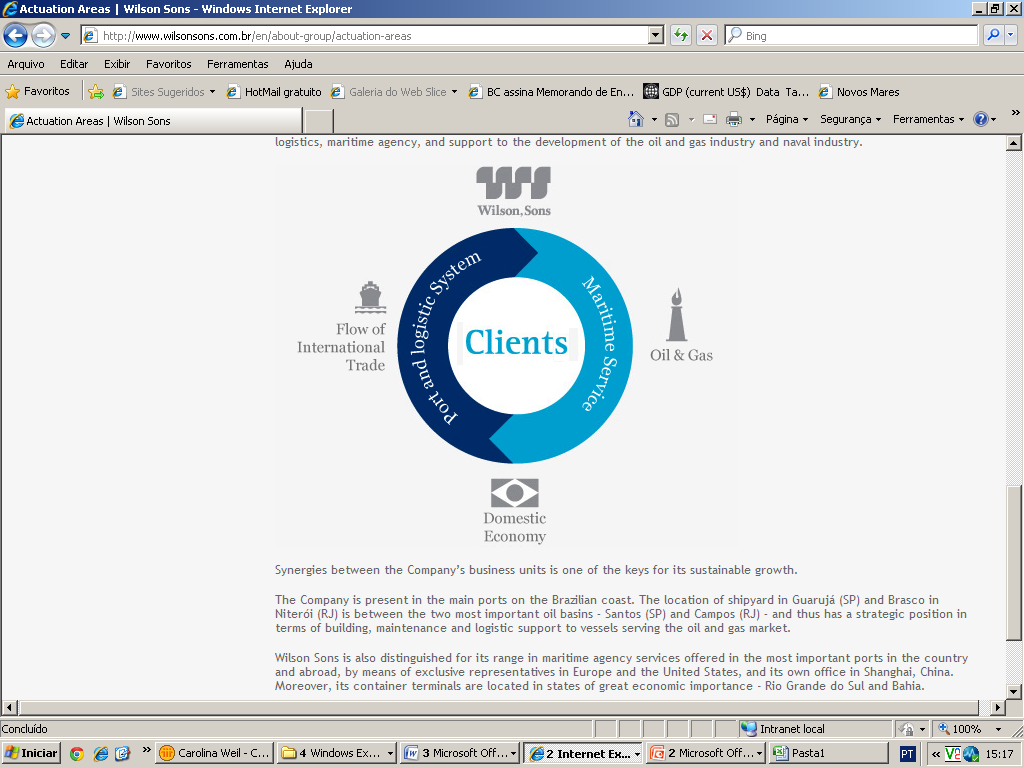 Actuation Areas | Wilson Sons - Windows Internet Explorer
http://www.wilsonsons.com.br/en/about-group/actuation-areas
Bing
Arquivo Editar Exibir Favoritos Ferramentas Ajuda
Favoritos Sites Sugeridos HotMail gratuito Galeria do Web Slice BC assina Memorando de En... GDP (current US$) Data Ta... Novos Mares
Actuation Areas | Wilson Sons
Página Segurança Ferramentas »
logistics, maritime agency, and support to the development of the oil and gas industry and naval industry.
Wilson, Sons
Port and logistic System
Maritime Service
Clients
Flow of
International
Trade
Oil & Gas
Domestic
Economy
Synergies between the Company's business units is one of the keys for its sustainable growth.
The Company is present in the main ports on the Brazilian coast. The location of shipyard in Guarujá (SP) and Brasco in
Niterói (RJ) is between the two most important oil basins - Santos (SP) and Campos (RJ) - and thus has a strategic position in
terms of building, maintenance and logistic support to vessels serving the oil and gas market.
Wilson Sons is also distinguished for its range in maritime agency services offered in the most important ports in the country
and abroad, by means of exclusive representatives in Europe and the United States, and its own office in Shanghai, China.
Moreover, its container terminals are located in states of great economic importance - Rio Grande do Sul and Bahia.
Concluído Intranet local 100%
Iniciar » Carolina Weil - C... 4 Windows Ex... 3 Microsoft Off... 2 Internet Ex... 2 Microsoft Off... Pasta1 PT « 15:17